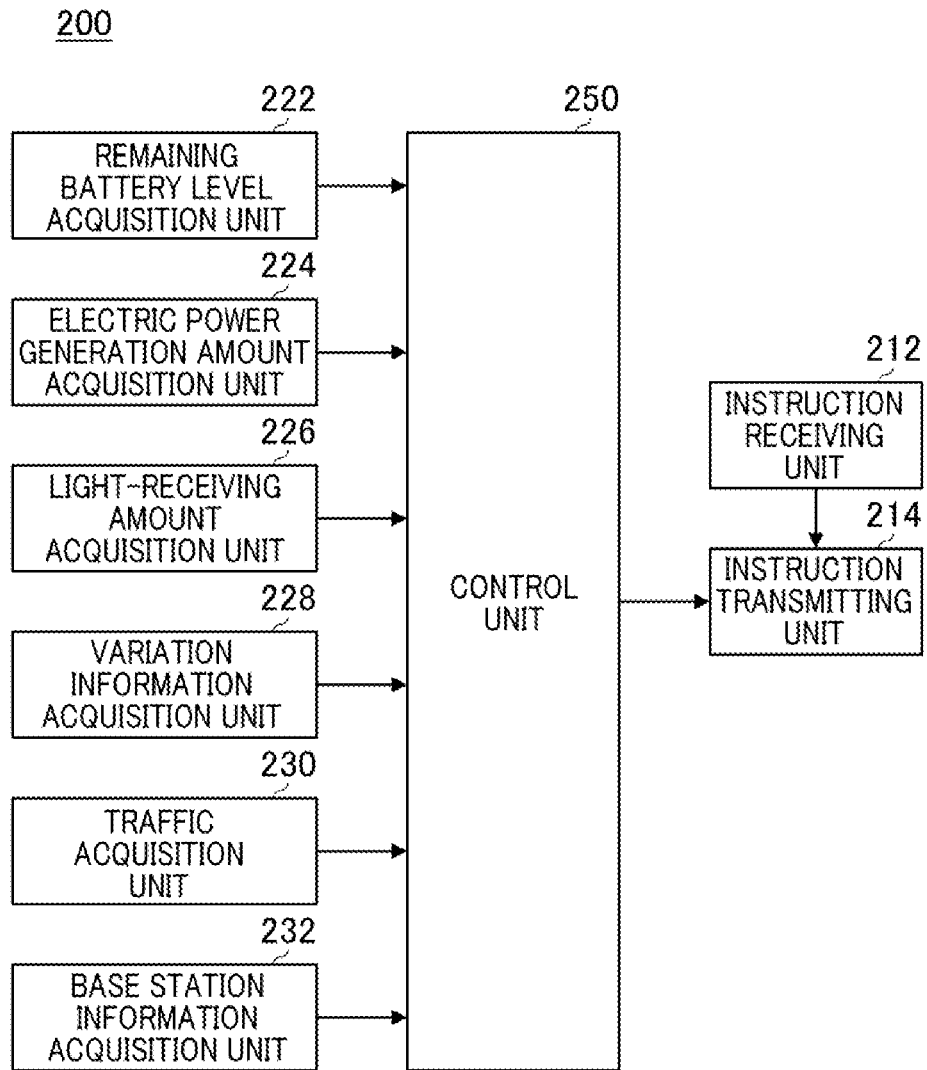 200
222
REMAINING
BATTERY LEVEL
ACQUISITION UNIT
224
ELECTRIC POWER
GENERATION AMOUNT
ACQUISITION UNIT
226
LIGHT-RECEIVING
AMOUNT
ACQUISITION UNIT
228
VARIATION
INFORMATION
ACQUISITION UNIT
230
TRAFFIC
ACQUISITION
UNIT
232
BASE STATION
INFORMATION
ACQUISITION UNIT
250
CONTROL
UNIT
212
INSTRUCTION
RECEIVING
UNIT
214
INSTRUCTION
TRANSMITTING
UNIT